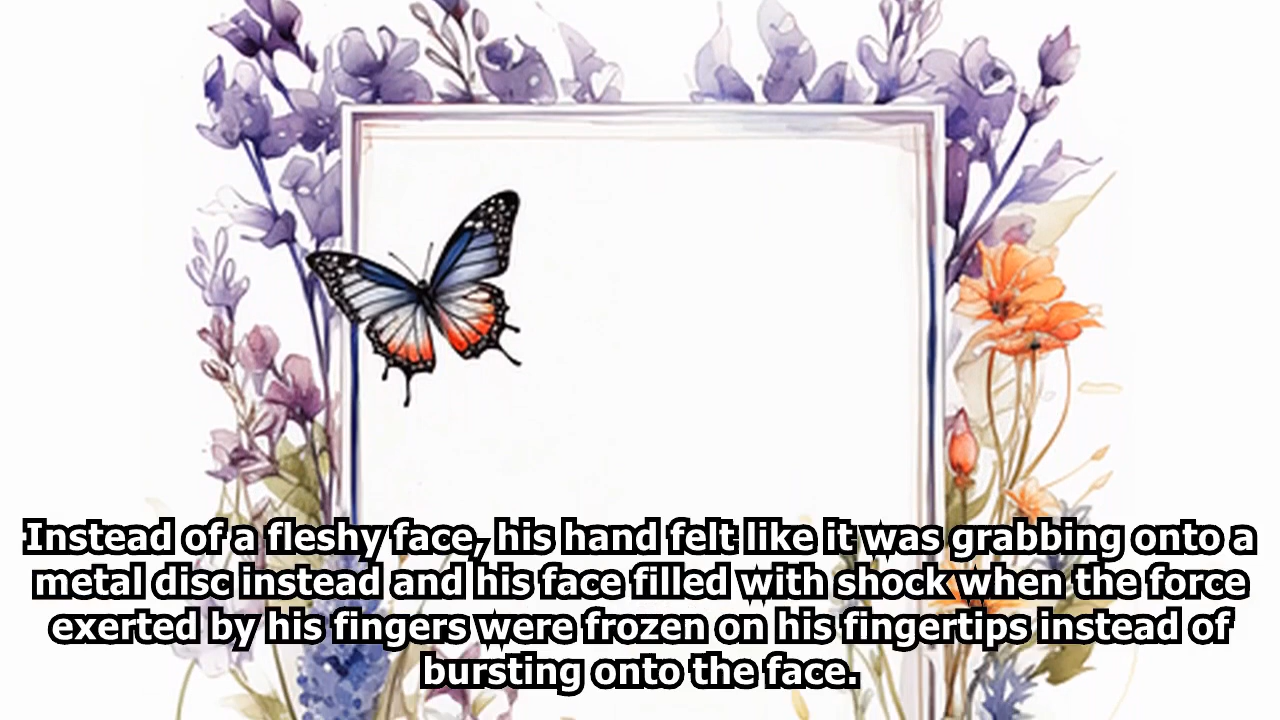 Instead of a fleshy face, his hand felt like it was grabbing onto a
metal disc instead and his face filled with shock when the force
exerted by his fingers were frozen on his fingertips instead of
bursting onto the face.